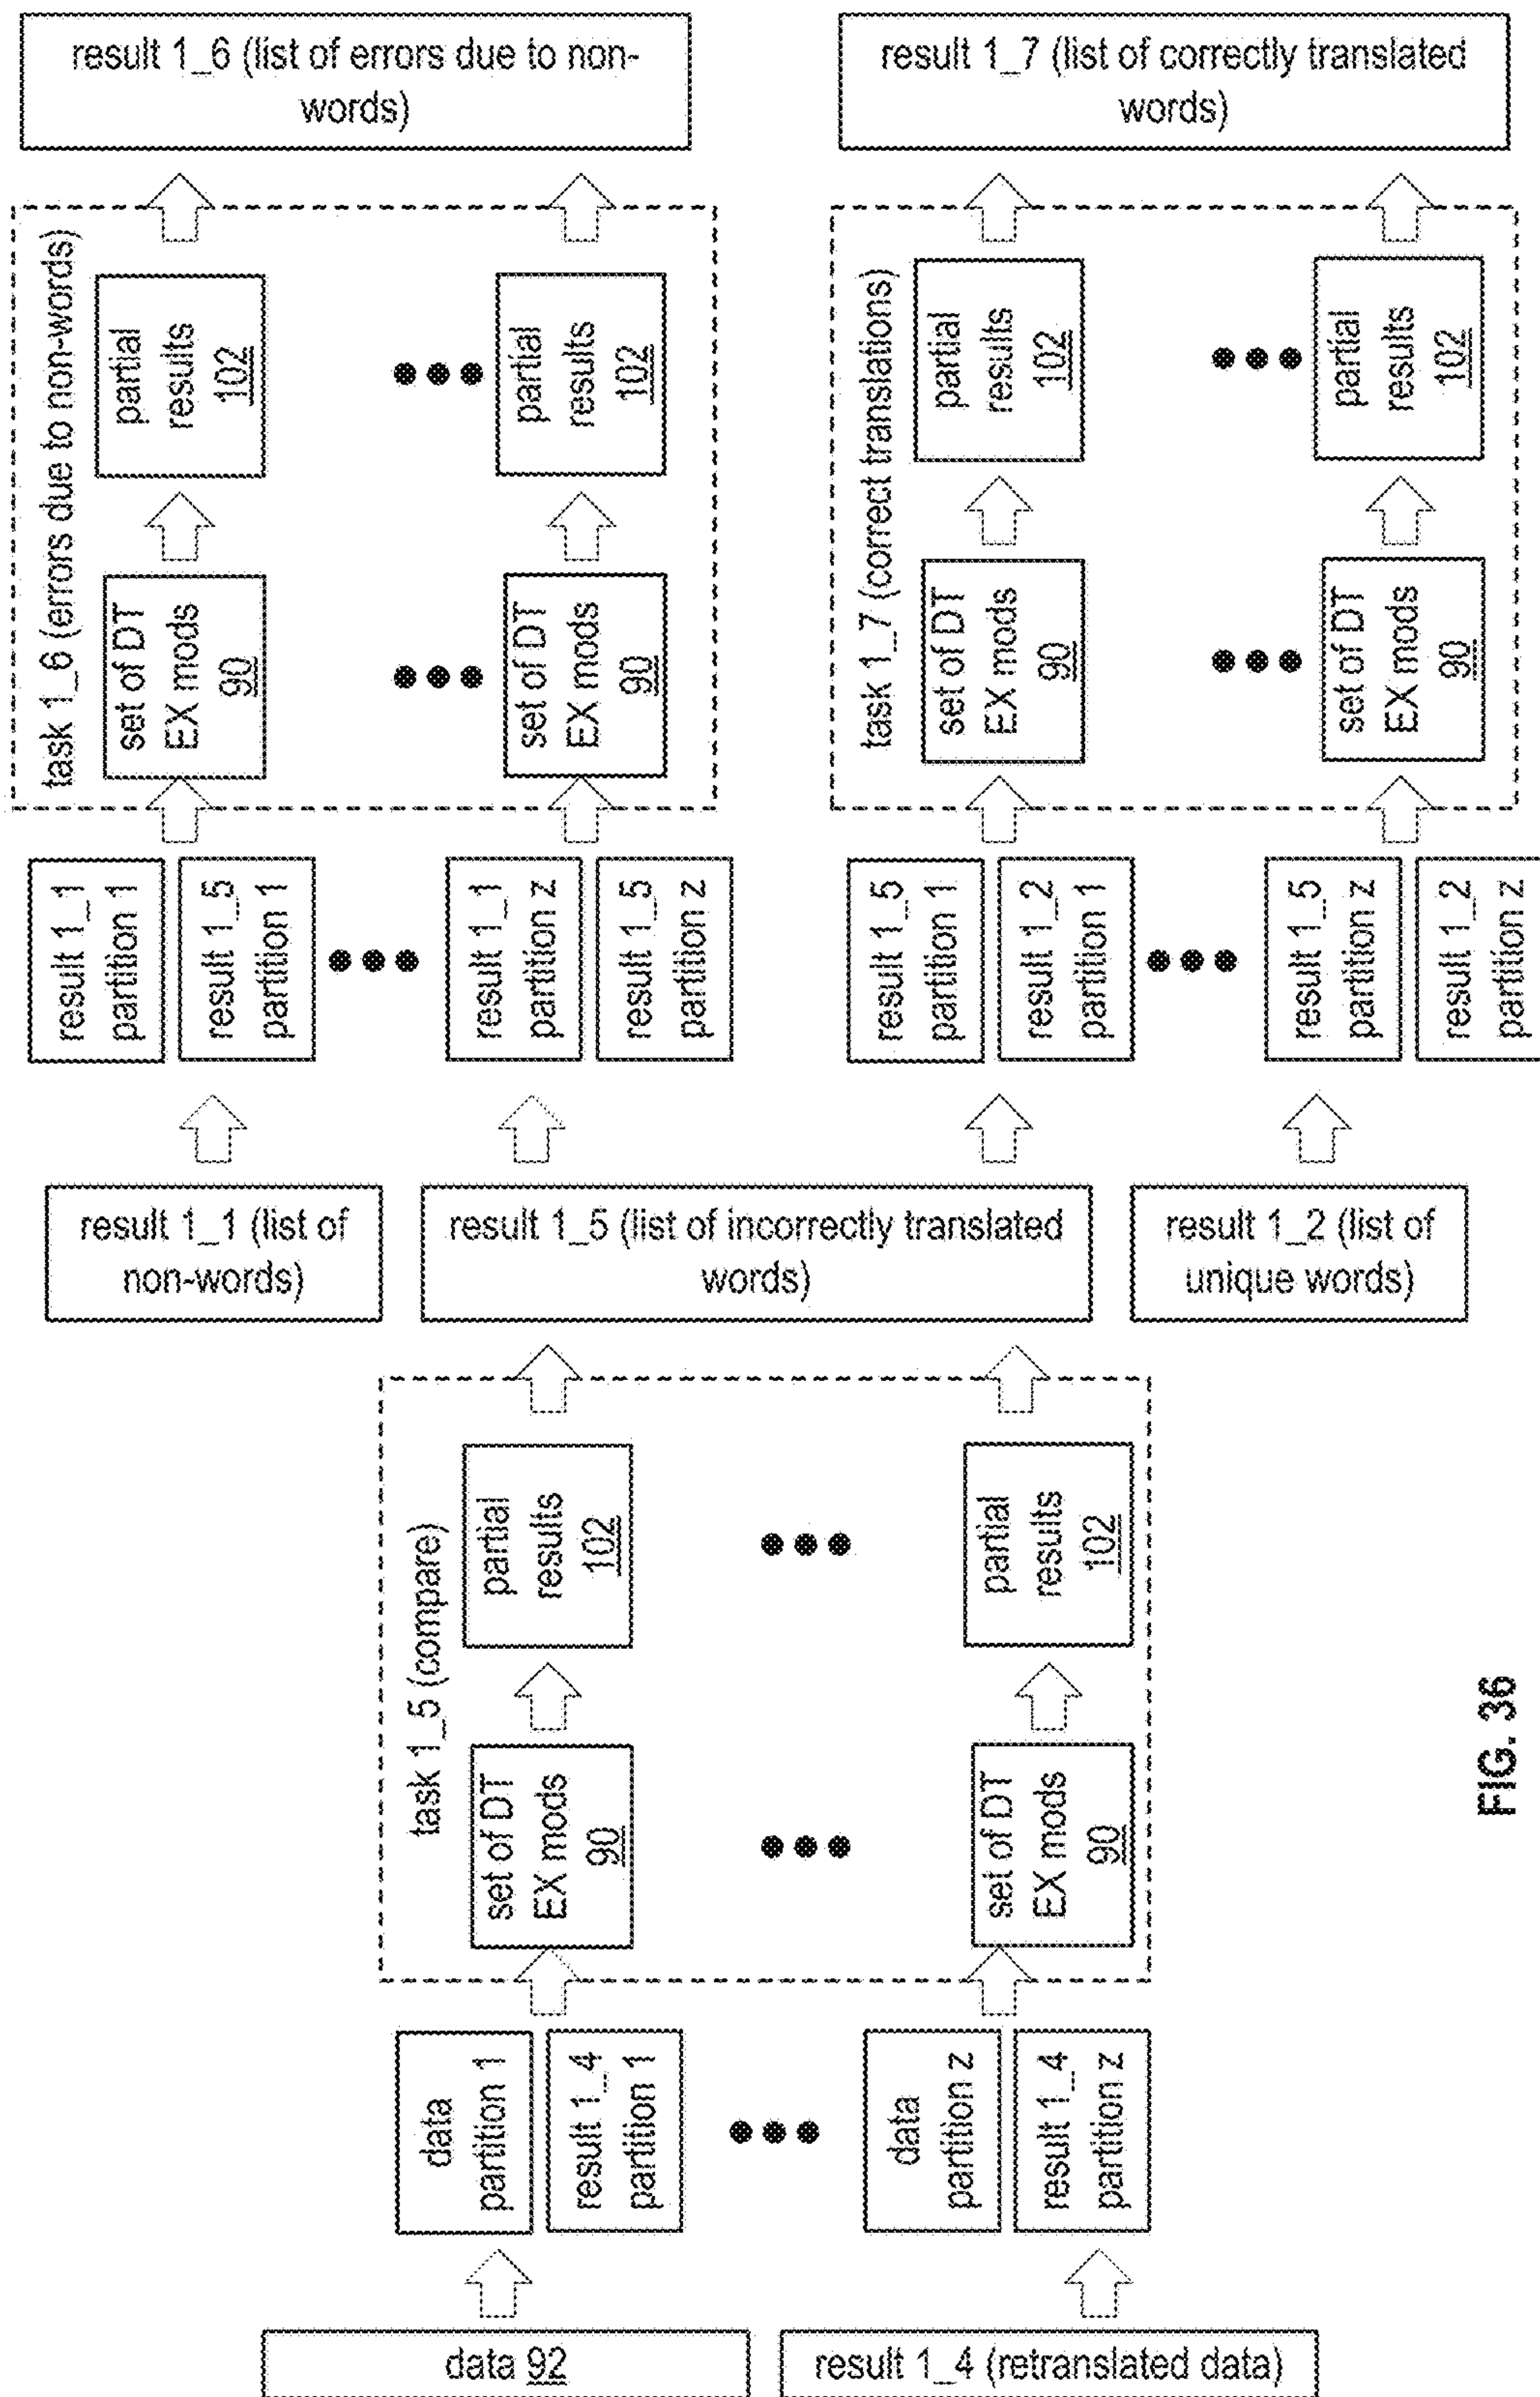 data 92
result 1_4 (retranslated data)
data
partition 1
result 1_4
partition 1
data
partition z
result 1_4
partition z
task 1_5 (compare)
set of DT
EX mods
90
partial
results
102
set of DT
EX mods
90
partial
results
102
result 1_1 (list of
non-words)
result 1_5 (list of incorrectly translated
words)
result 1_2 (list of
unique words)
result 1_1
partition 1
result 1_5
partition 1
result 1_1
partition z
result 1_5
partition z
result 1_5
partition 1
result 1_2
partition 1
result 1_5
partition z
result 1_2
partition z
task 1_6 (errors due to non-words)
set of DT
EX mods
90
partial
results
102
set of DT
EX mods
90
partial
results
102
task 1_7 (correct translations)
set of DT
EX mods
90
partial
results
102
set of DT
EX mods
90
partial
results
102
result 1_6 (list of errors due to non-
words)
result 1_7 (list of correctly translated
words)
FIG. 36